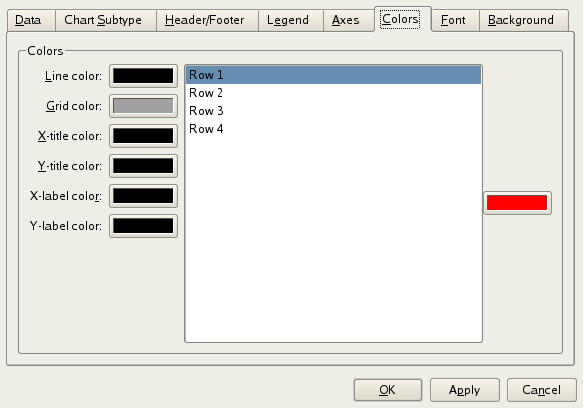 Data Chart Subtype Header/Footer Legend Axes Colors Font Background
Colors
Line color:
Grid color:
X-title color:
Y-title color:
X-label color:
Y-label color:
Row 1
Row 2
Row 3
Row 4
OK Apply Cancel